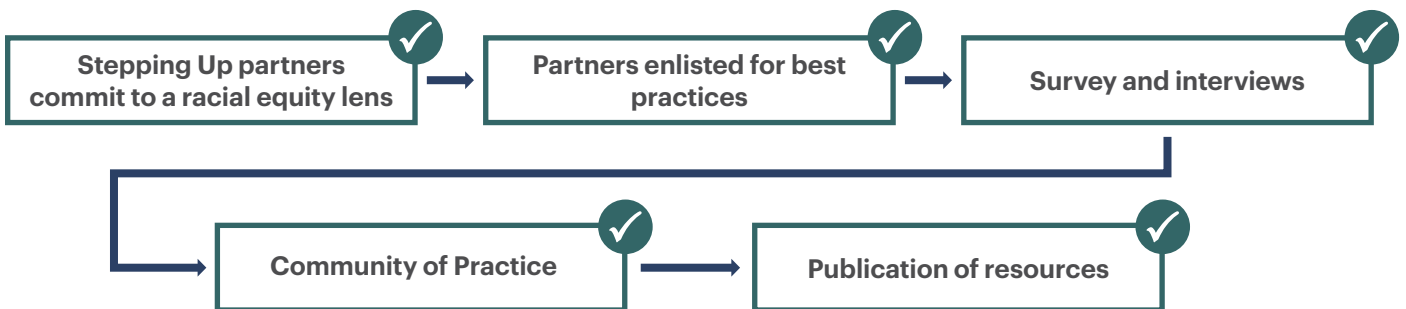 Stepping Up partners
commit to a racial equity lens
Partners enlisted for best
practices
Survey and interviews
Community of Practice
Publication of resources